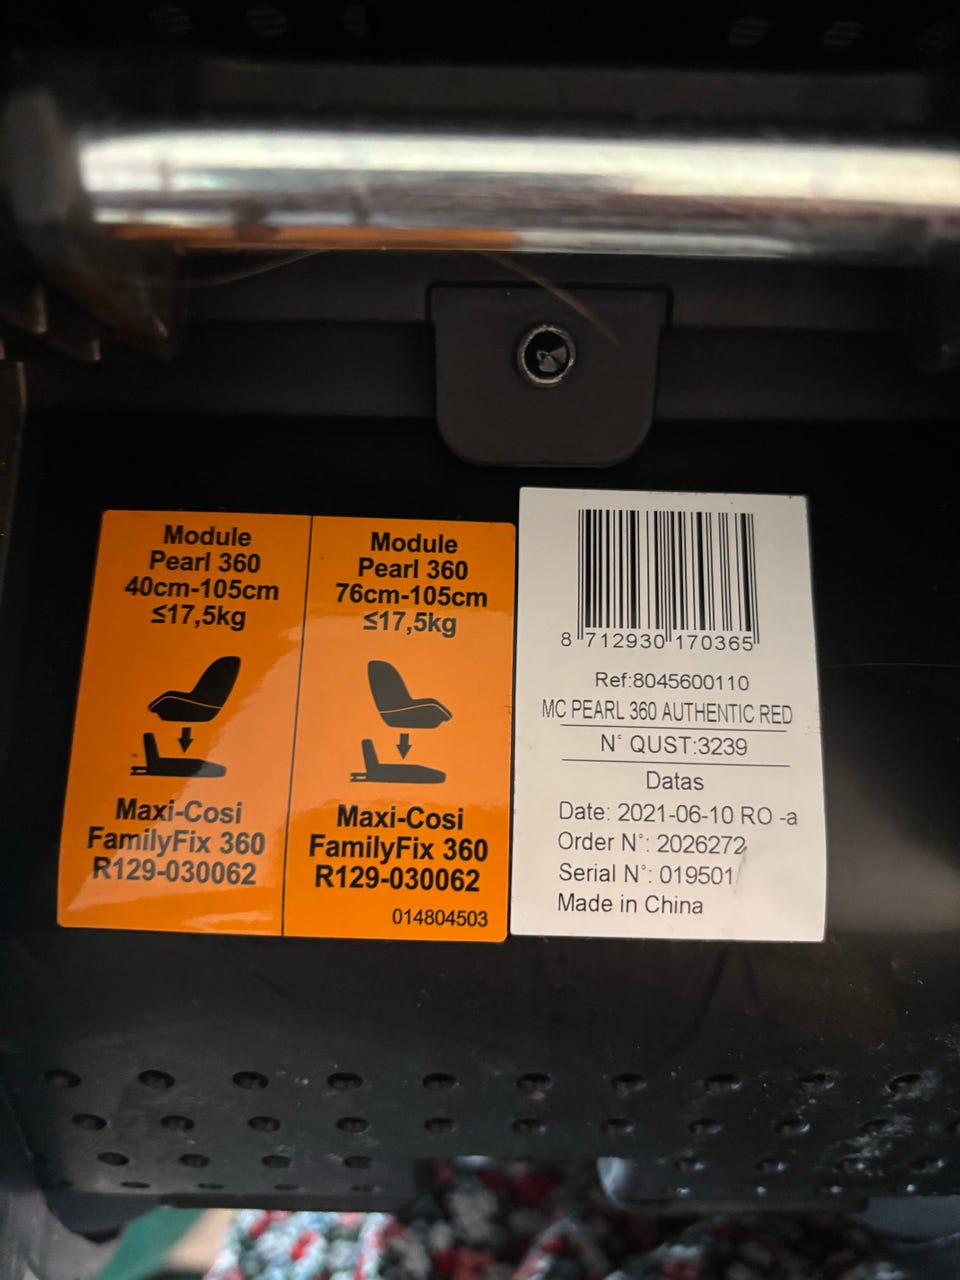 Module
Pearl 360
40cm-105cm
≤17,5kg
Maxi-Cosi
FamilyFix 360
R129-030062
Module
Pearl 360
76cm-105cm
≤17,5kg
Maxi-Cosi
FamilyFix 360
R129-030062
014804503
8 712930 170365
Ref:8045600110
MC PEARL 360 AUTHENTIC RED
N° QUST:3239
Datas
Date: 2021-06-10 RO -a
Order N°: 2026272
Serial N°: 019501
Made in China